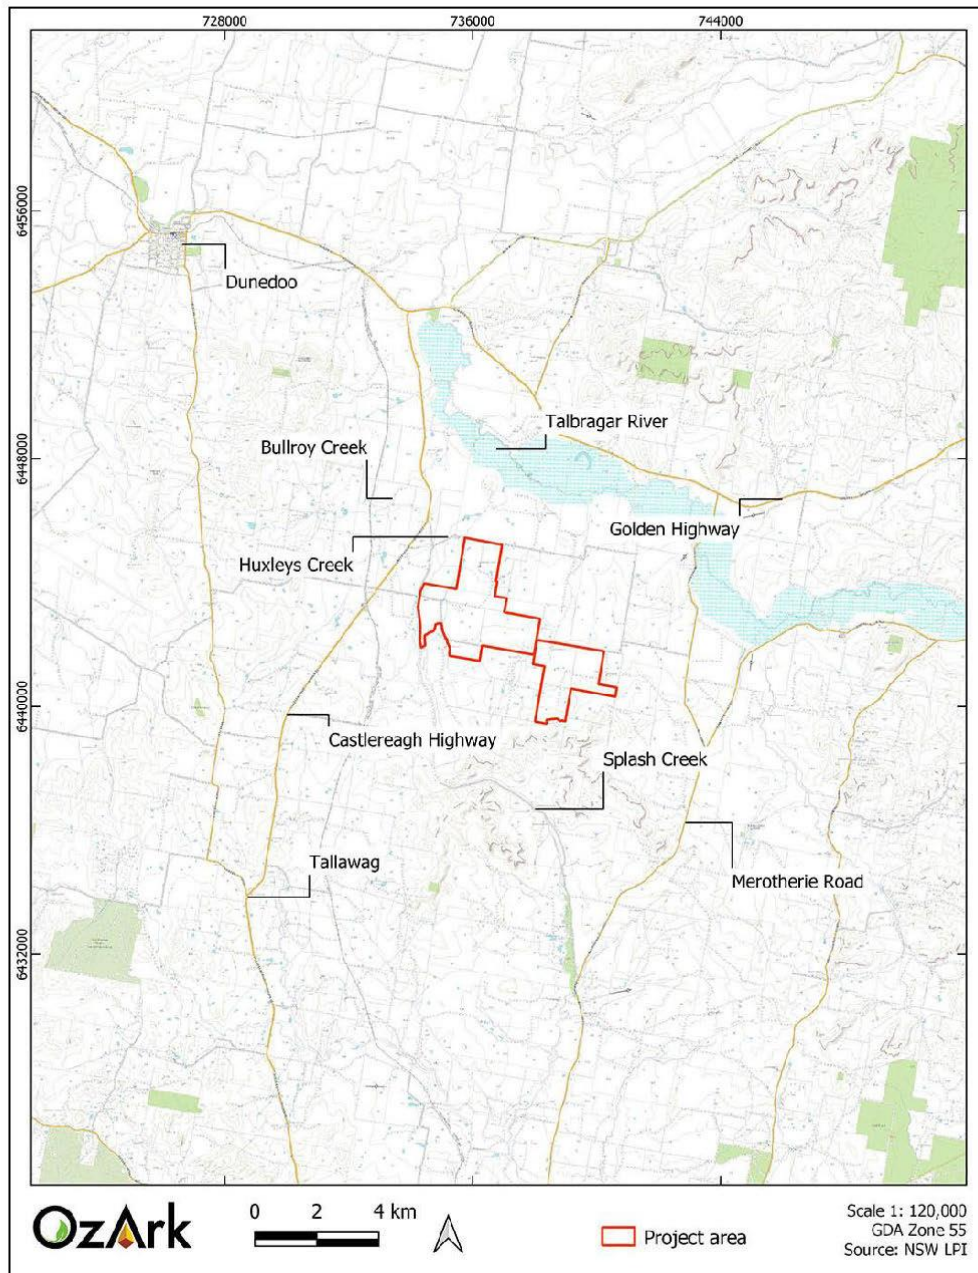 728000 736000 744000
6456000
Dunedoo
Talbragar River
Bullroy Creek
6448000
Golden Highway
Huxleys Creek
6440000
Castlereagh Highway
Splash Creek
Tallawag
Merotherie Road
6432000
OzArk
0 2 4 km
Project area
Scale 1: 120,000
GDA Zone 55
Source: NSW LPI